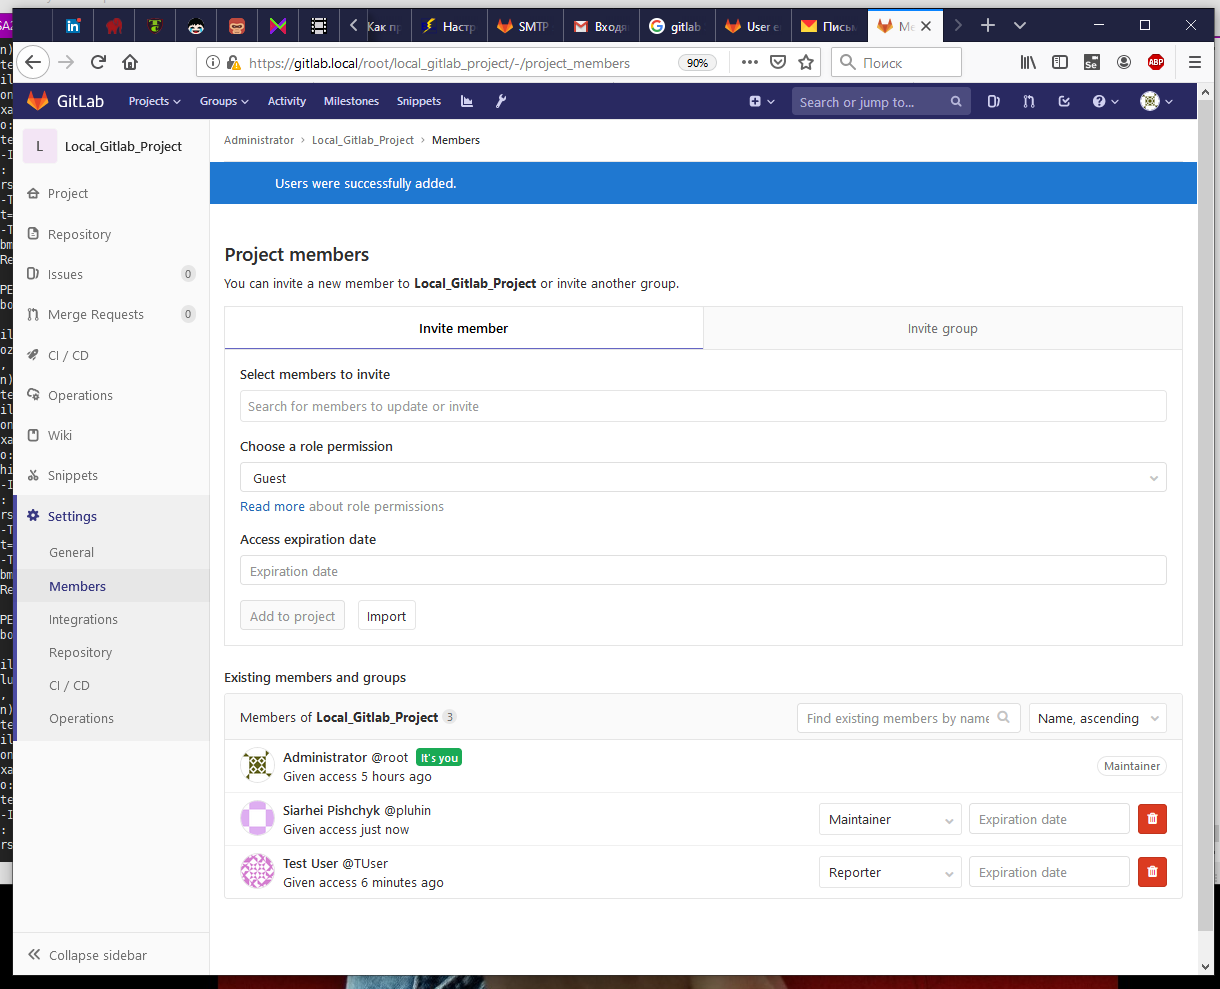 Как пр
Настр
SMTP
Входя
gitlab
User e
Письм
Me
https://gitlab.local/root/local_gitlab_project/-/project_members
90%
Поиск
GitLab
Projects
Groups
Activity
Milestones
Snippets
Search or jump to...
L
Local_Gitlab_Project
Project
Repository
Issues
0
Merge Requests
0
CI / CD
Operations
Wiki
Snippets
Settings
General
Members
Integrations
Repository
CI / CD
Operations
Collapse sidebar
Administrator › Local_Gitlab_Project › Members
Users were successfully added.
Project members
You can invite a new member to Local_Gitlab_Project or invite another group.
Invite member
Invite group
Select members to invite
Search for members to update or invite
Choose a role permission
Guest
Read more about role permissions
Access expiration date
Expiration date
Add to project
Import
Existing members and groups
Members of Local_Gitlab_Project 3
Find existing members by name
Name, ascending
Administrator @root It's you
Given access 5 hours ago
Maintainer
Siarhei Pishchyk @pluhin
Given access just now
Maintainer
Expiration date
Test User @TUser
Given access 6 minutes ago
Reporter
Expiration date